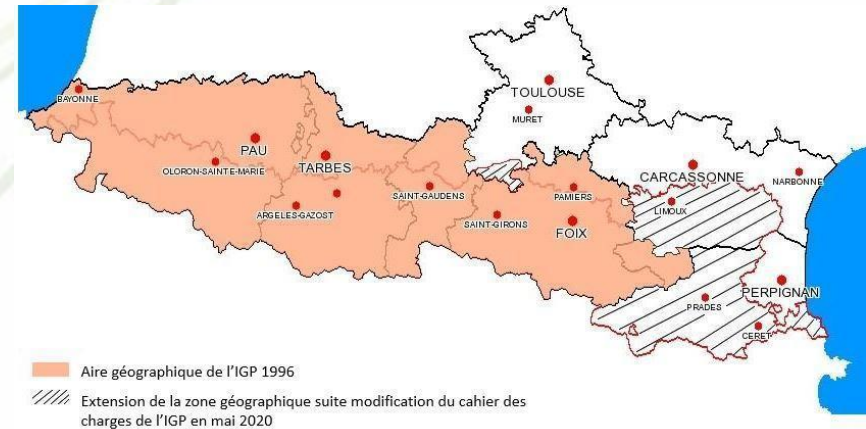 TOULOUSE
MURET
BAYONNE
PAU
OLORON-SAINTE-MARIE
TARBES
ARGELES-GAZOST
SAINT-GAUDENS
SAINT-GIRONS
PAMIERS
FOIX
CARCASSONNE
NARBONNE
LIMOUX
PERPIGNAN
PRADES
CERET
Aire géographique de l'IGP 1996
Extension de la zone géographique suite modification du cahier des
charges de l'IGP en mai 2020